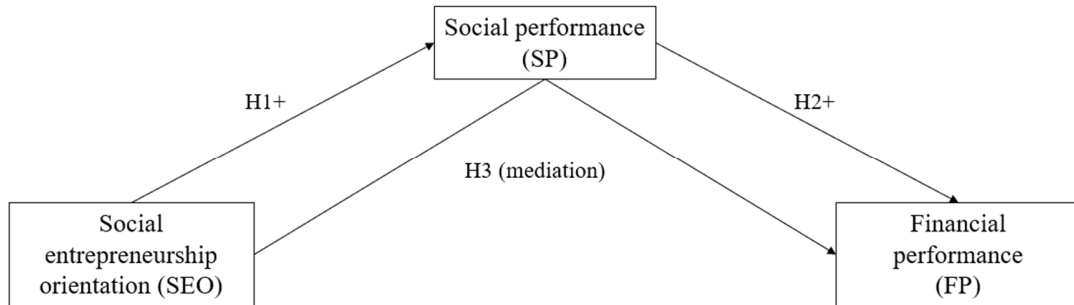 Social performance
(SP)
H1+
H2+
H3 (mediation)
Social
entrepreneurship
orientation (SEO)
Financial
performance
(FP)